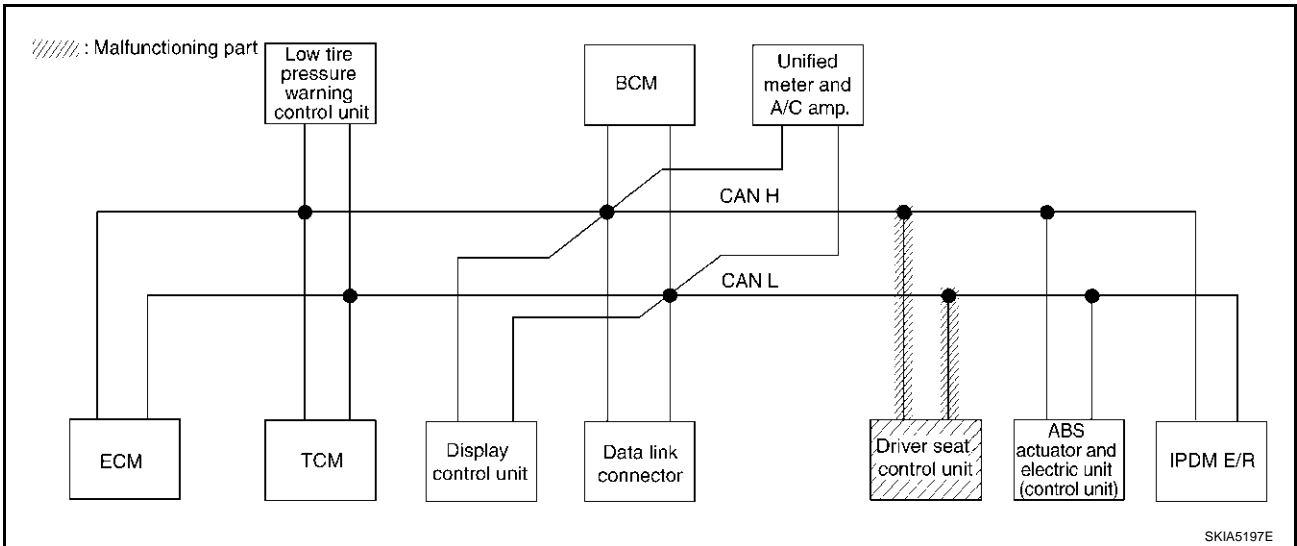 : Malfunctioning part
Low tire
pressure
warning
control unit
BCM
Unified
meter and
A/C amp.
CAN H
CAN L
ECM
TCM
Display
control unit
Data link
connector
Driver seat
control unit
ABS
actuator and
electric unit
(control unit)
IPDM E/R
SKIA5197E